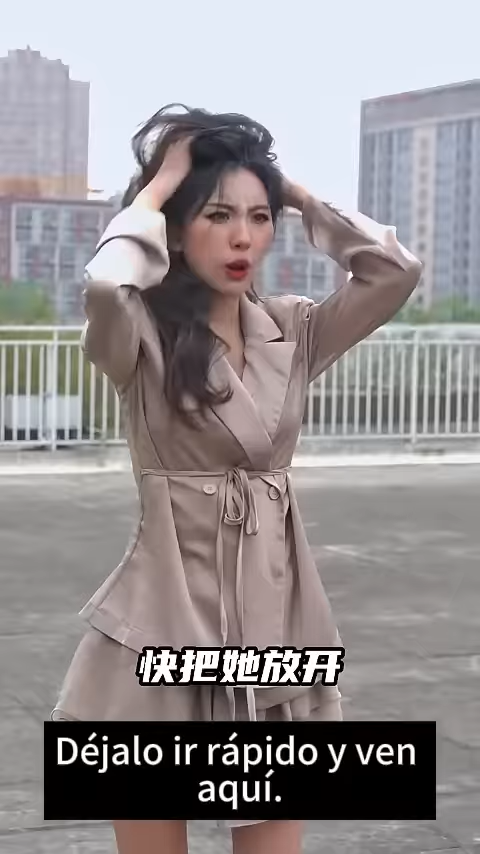 快把她放开
Déjalo ir rápido y ven
aquí.